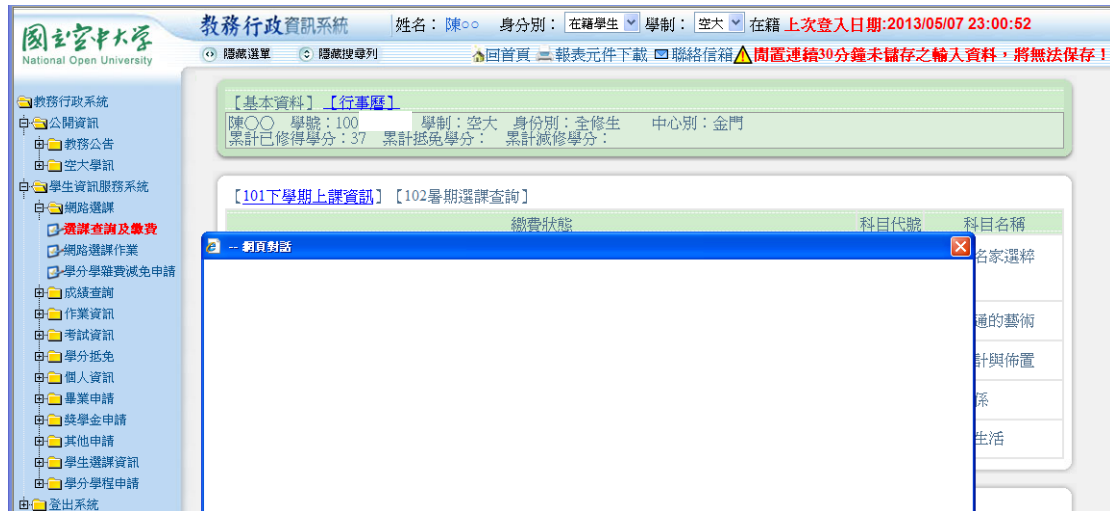 國立空中大學
National Open University
教務行政資訊系統
姓名： 陳○○ 身分別： 在籍學生 學制： 空大 在籍 上次登入日期:2013/05/07 23:00:52
隱藏選單 隱藏搜尋列
回首頁 報表元件下載 聯絡信箱 閒置連續30分鐘未儲存之輸入資料，將無法保存！
教務行政系統
公開資訊
教務公告
空大學訊
學生資訊服務系統
網路選課
選課查詢及繳費
網路選課作業
學分學雜費減免申請
成績查詢
作業資訊
考試資訊
學分抵免
個人資訊
畢業申請
獎學金申請
其他申請
學生選課資訊
學分學程申請
登出系統
【基本資料】【行事曆】
陳○○ 學號：100 學制：空大 身份別：全修生 中心別：金門
累計已修得學分：37 累計抵免學分： 累計減修學分：
【101下學期上課資訊】【102暑期選課查詢】
繳費狀態 科目代號 科目名稱
-- 網頁對話
名家選粹
通的藝術
計與佈置
係
生活